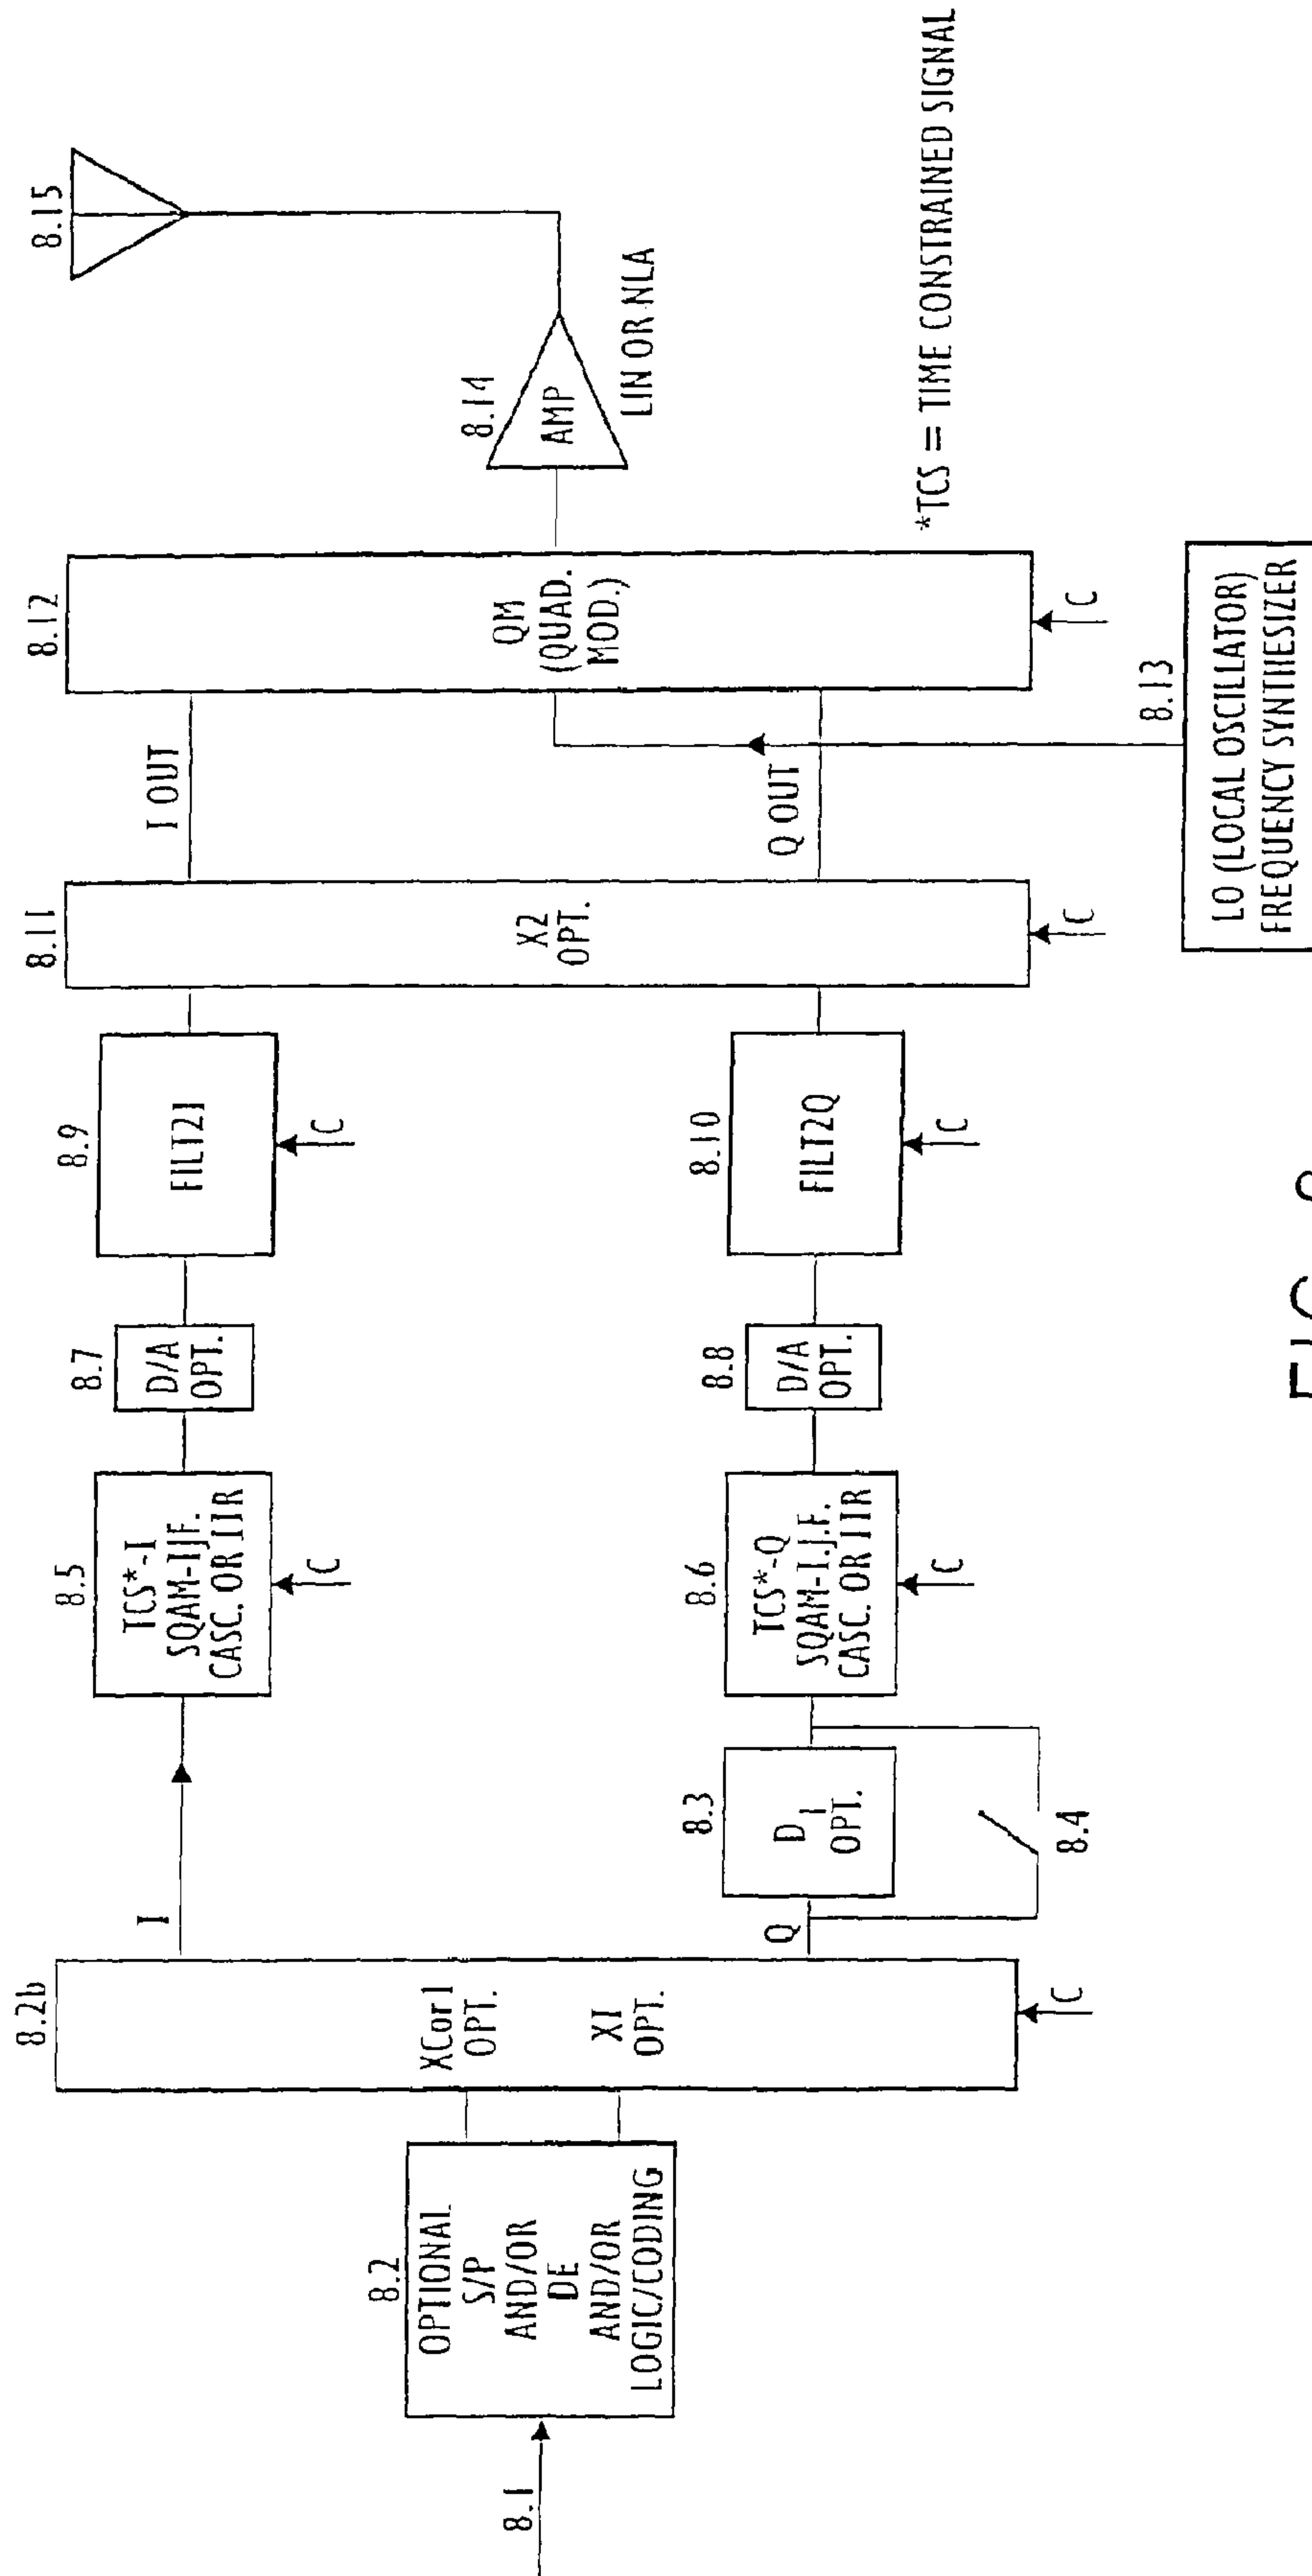 8.1
8.2
OPTIONAL
S/P
AND/OR
DE
AND/OR
LOGIC/CODING
8.2b
XCor1
OPT.
X1
OPT.
C
I
Q
8.3
D1
OPT.
8.4
8.5
TCS*-I
SQAM-IJF.
CASC. OR IIR
C
8.6
TCS*-Q
SQAM-I.J.F.
CASC. OR IIR
C
8.7
D/A
OPT.
8.8
D/A
OPT.
8.9
FILT2I
C
8.10
FILT2Q
C
8.11
X2
OPT.
C
I OUT
Q OUT
8.12
QM
(QUAD.
MOD.)
C
8.13
LO (LOCAL OSCILLATOR)
FREQUENCY SYNTHESIZER
8.14
AMP
LIN OR NLA
8.15
*TCS = TIME CONSTRAINED SIGNAL